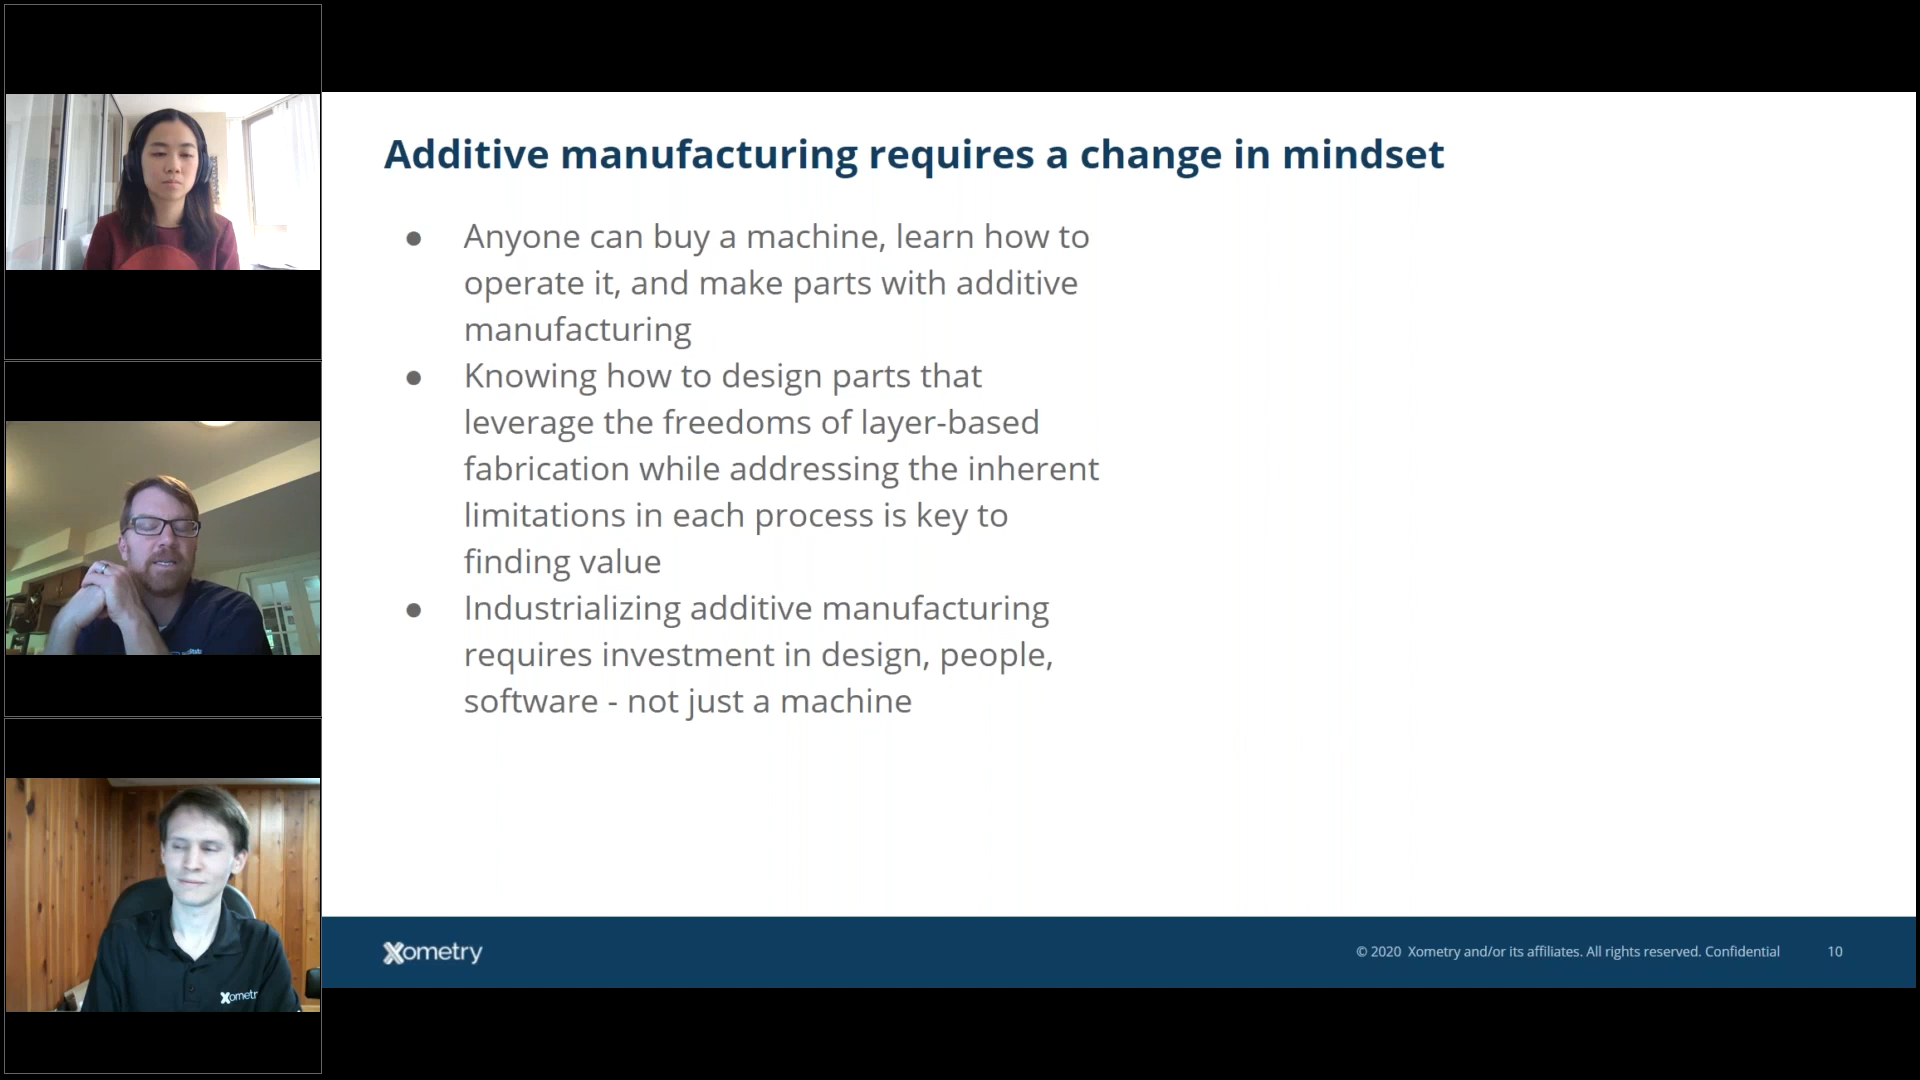 Additive manufacturing requires a change in mindset
● Anyone can buy a machine, learn how to
operate it, and make parts with additive
manufacturing
● Knowing how to design parts that
leverage the freedoms of layer-based
fabrication while addressing the inherent
limitations in each process is key to
finding value
● Industrializing additive manufacturing
requires investment in design, people,
software - not just a machine
Xometry
© 2020 Xometry and/or its affiliates. All rights reserved. Confidential
10
Xometr